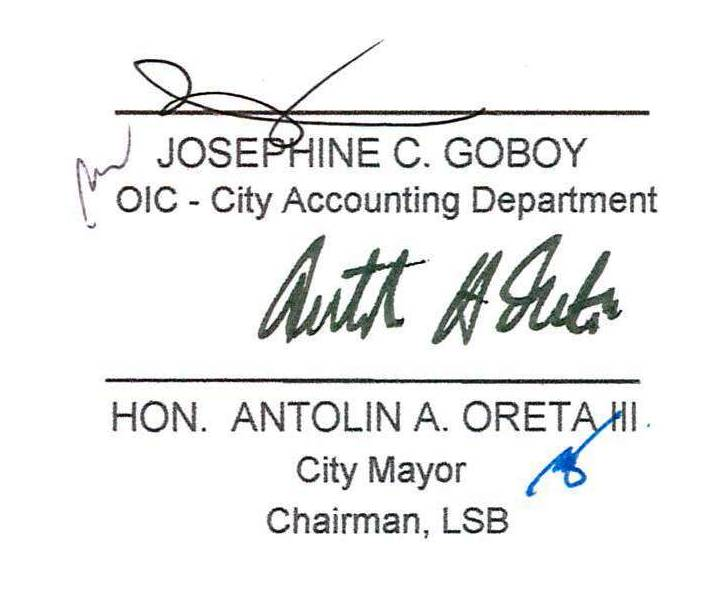 JOSEPHINE C. GOBOY
OIC - City Accounting Department
HON. ANTOLIN A. ORETA III
City Mayor
Chairman, LSB